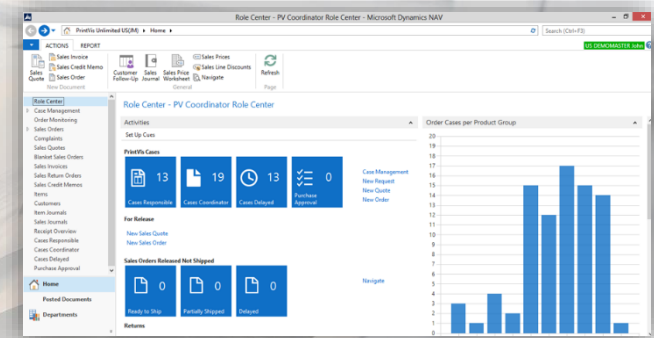 Role Center - PV Coordinator Role Center - Microsoft Dynamics NAV
PrintVis Unlimited US(JM) Home
Search (Ctrl+F3)
ACTIONS REPORT
US DEMOMASTER John
Sales Quote
Sales Invoice
Sales Credit Memo
Sales Order
New Document
Customer Follow-Up
Sales Journal
Sales Price Worksheet
Sales Prices
Sales Line Discounts
Navigate
General
Refresh
Page
Role Center
Case Management
Order Monitoring
Sales Orders
Complaints
Sales Quotes
Blanket Sales Orders
Sales Invoices
Sales Return Orders
Sales Credit Memos
Items
Customers
Item Journals
Sales Journals
Receipt Overview
Cases Responsible
Cases Coordinator
Cases Delayed
Purchase Approval
Home
Posted Documents
Departments
Role Center - PV Coordinator Role Center
Activities
Set Up Cues
PrintVis Cases
13
Cases Responsible
19
Cases Coordinator
13
Cases Delayed
0
Purchase Approval
Case Management
New Request
New Quote
New Order
For Release
New Sales Quote
New Sales Order
Sales Orders Released Not Shipped
0
Ready to Ship
0
Partially Shipped
0
Delayed
Navigate
Returns
Order Cases per Product Group
20
19
18
17
16
15
14
13
12
11
10
9
8
7
6
5
4
3
2
1
0